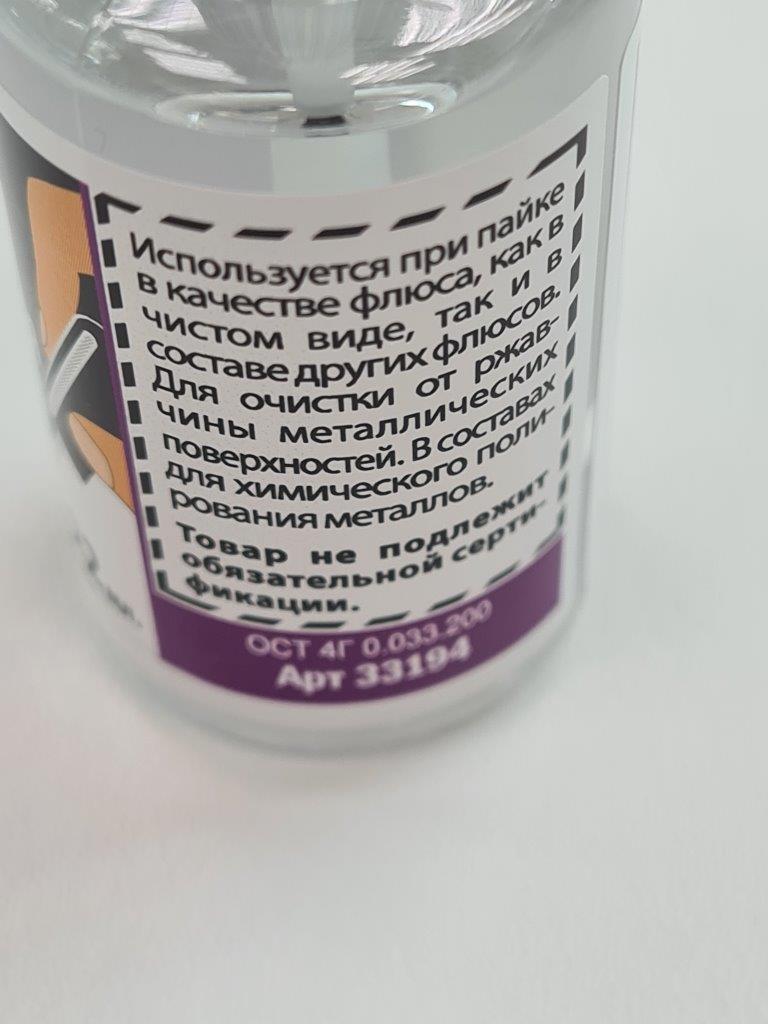 Используется при пайке
в качестве флюса, как в
чистом виде, так и в
составе других флюсов.
Для очистки от ржав-
чины металлических
поверхностей. В составах
для химического поли-
рования металлов.
Товар не подлежит
обязательной серти-
фикации.
ОСТ 4Г 0.033.200
Арт 33194